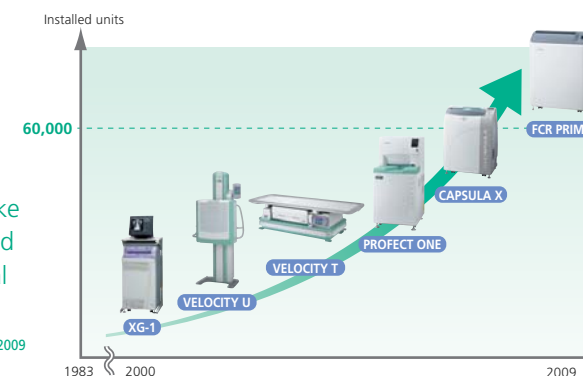 Installed units
60,000
FCR PRIM
CAPSULA X
ke
d
PROFECT ONE
l
VELOCITY T
VELOCITY U
XG-1
2009
1983
2000
2009